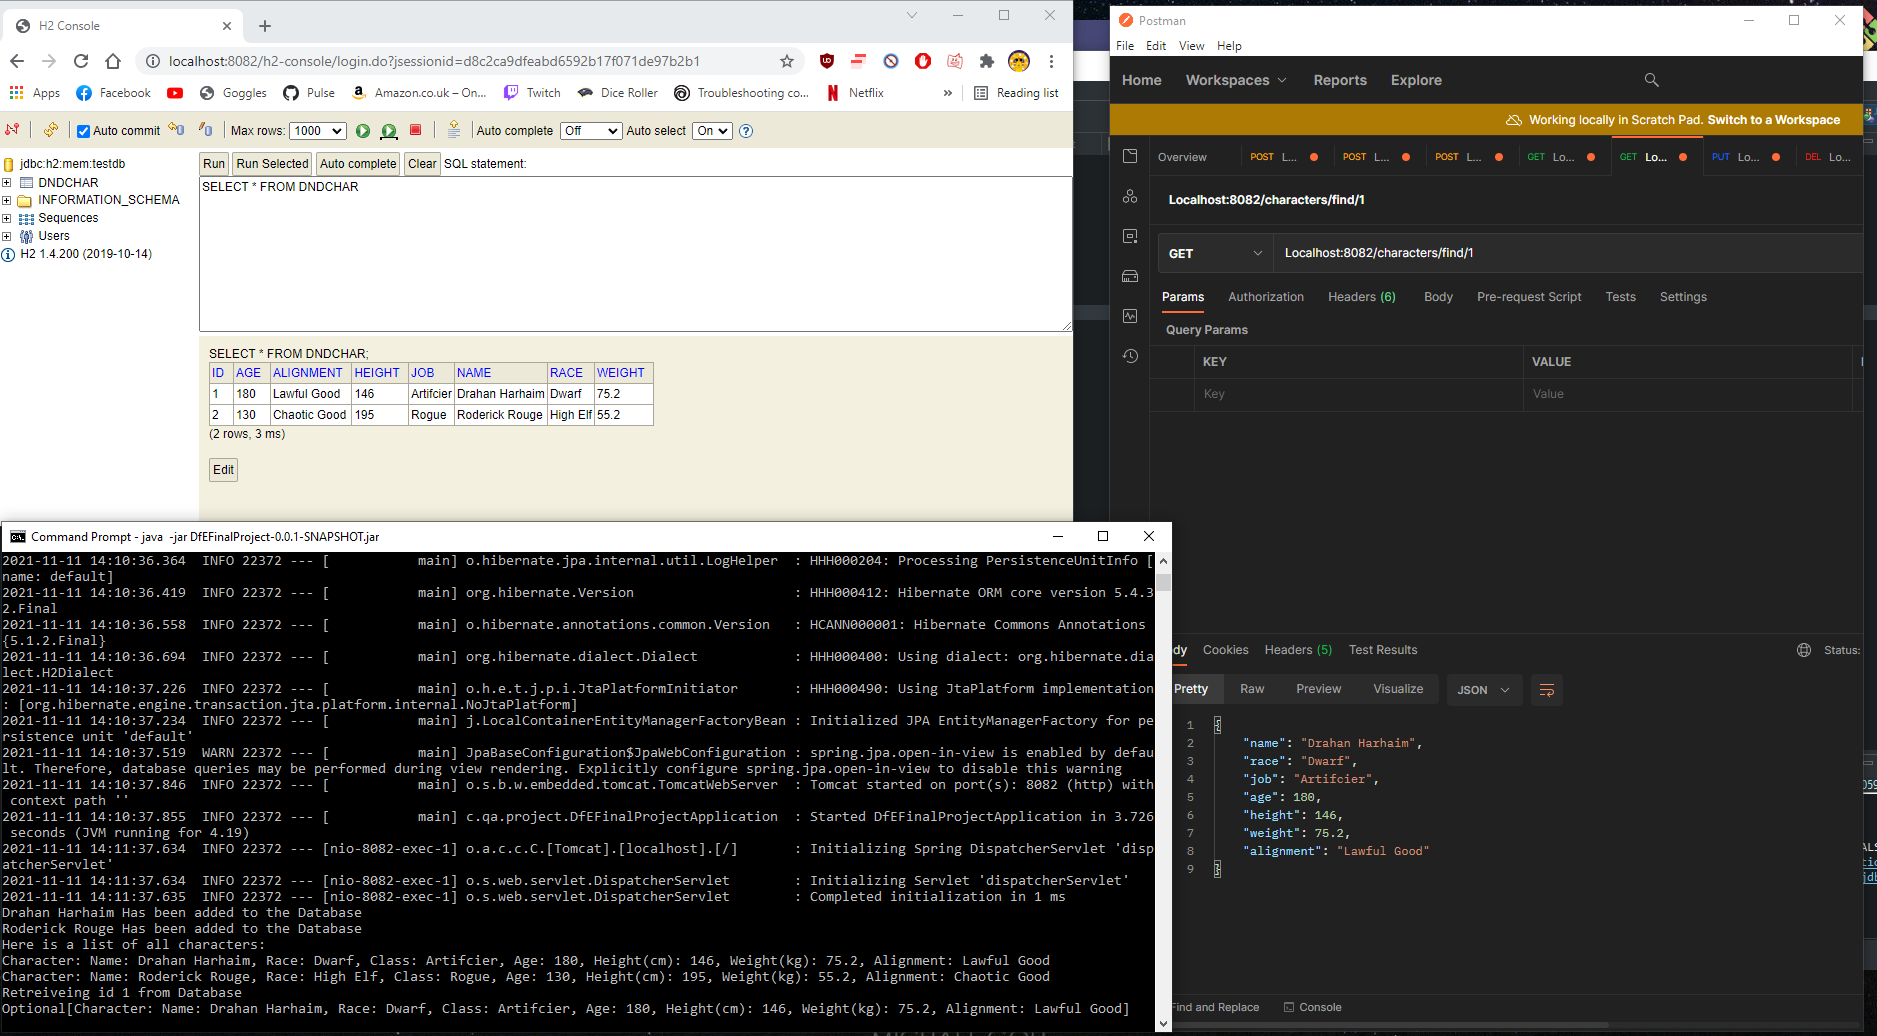 H2 Console
localhost:8082/h2-console/login.do?jsessionid=d8c2ca9dfeabd6592b17f071de97b2b1
Apps Facebook Goggles Pulse Amazon.co.uk – On... Twitch Dice Roller Troubleshooting co... Netflix » Reading list
Auto commit Max rows: 1000 Auto complete Off Auto select On
jdbc:h2:mem:testdb
DNDCHAR
INFORMATION_SCHEMA
Sequences
Users
H2 1.4.200 (2019-10-14)
Run Run Selected Auto complete Clear SQL statement:
SELECT * FROM DNDCHAR
SELECT * FROM DNDCHAR;
ID AGE ALIGNMENT HEIGHT JOB NAME RACE WEIGHT
1 180 Lawful Good 146 Artifcier Drahan Harhaim Dwarf 75.2
2 130 Chaotic Good 195 Rogue Roderick Rouge High Elf 55.2
(2 rows, 3 ms)
Edit
Command Prompt - java -jar DfEFinalProject-0.0.1-SNAPSHOT.jar
2021-11-11 14:10:36.364 INFO 22372 --- [ main] o.hibernate.jpa.internal.util.LogHelper : HHH000204: Processing PersistenceUnitInfo [
name: default]
2021-11-11 14:10:36.419 INFO 22372 --- [ main] org.hibernate.Version : HHH000412: Hibernate ORM core version 5.4.3
2.Final
2021-11-11 14:10:36.558 INFO 22372 --- [ main] o.hibernate.annotations.common.Version : HCANN000001: Hibernate Commons Annotations
{5.1.2.Final}
2021-11-11 14:10:36.694 INFO 22372 --- [ main] org.hibernate.dialect.Dialect : HHH000400: Using dialect: org.hibernate.dia
lect.H2Dialect
2021-11-11 14:10:37.226 INFO 22372 --- [ main] o.h.e.t.j.p.i.JtaPlatformInitiator : HHH000490: Using JtaPlatform implementation
: [org.hibernate.engine.transaction.jta.platform.internal.NoJtaPlatform]
2021-11-11 14:10:37.234 INFO 22372 --- [ main] j.LocalContainerEntityManagerFactoryBean : Initialized JPA EntityManagerFactory for pe
rsistence unit 'default'
2021-11-11 14:10:37.519 WARN 22372 --- [ main] JpaBaseConfiguration$JpaWebConfiguration : spring.jpa.open-in-view is enabled by defau
lt. Therefore, database queries may be performed during view rendering. Explicitly configure spring.jpa.open-in-view to disable this warning
2021-11-11 14:10:37.846 INFO 22372 --- [ main] o.s.b.w.embedded.tomcat.TomcatWebServer : Tomcat started on port(s): 8082 (http) with
context path ''
2021-11-11 14:10:37.855 INFO 22372 --- [ main] c.qa.project.DfEFinalProjectApplication : Started DfEFinalProjectApplication in 3.726
seconds (JVM running for 4.19)
2021-11-11 14:11:37.634 INFO 22372 --- [nio-8082-exec-1] o.a.c.c.C.[Tomcat].[localhost].[/] : Initializing Spring DispatcherServlet 'disp
atcherServlet'
2021-11-11 14:11:37.634 INFO 22372 --- [nio-8082-exec-1] o.s.web.servlet.DispatcherServlet : Initializing Servlet 'dispatcherServlet'
2021-11-11 14:11:37.635 INFO 22372 --- [nio-8082-exec-1] o.s.web.servlet.DispatcherServlet : Completed initialization in 1 ms
Drahan Harhaim Has been added to the Database
Roderick Rouge Has been added to the Database
Here is a list of all characters:
Character: Name: Drahan Harhaim, Race: Dwarf, Class: Artifcier, Age: 180, Height(cm): 146, Weight(kg): 75.2, Alignment: Lawful Good
Character: Name: Roderick Rouge, Race: High Elf, Class: Rogue, Age: 130, Height(cm): 195, Weight(kg): 55.2, Alignment: Chaotic Good
Retreiveing id 1 from Database
Optional[Character: Name: Drahan Harhaim, Race: Dwarf, Class: Artifcier, Age: 180, Height(cm): 146, Weight(kg): 75.2, Alignment: Lawful Good]
Postman
File Edit View Help
Home Workspaces Reports Explore
Working locally in Scratch Pad. Switch to a Workspace
Overview POST L... POST L... POST L... GET Lo... GET Lo... PUT Lo... DEL Lo...
Localhost:8082/characters/find/1
GET Localhost:8082/characters/find/1
Params Authorization Headers (6) Body Pre-request Script Tests Settings
Query Params
KEY VALUE
Key Value
dy Cookies Headers (5) Test Results Status:
Pretty Raw Preview Visualize JSON
1 {
2 "name": "Drahan Harhaim",
3 "race": "Dwarf",
4 "job": "Artifcier",
5 "age": 180,
6 "height": 146,
7 "weight": 75.2,
8 "alignment": "Lawful Good"
9 }
Find and Replace Console